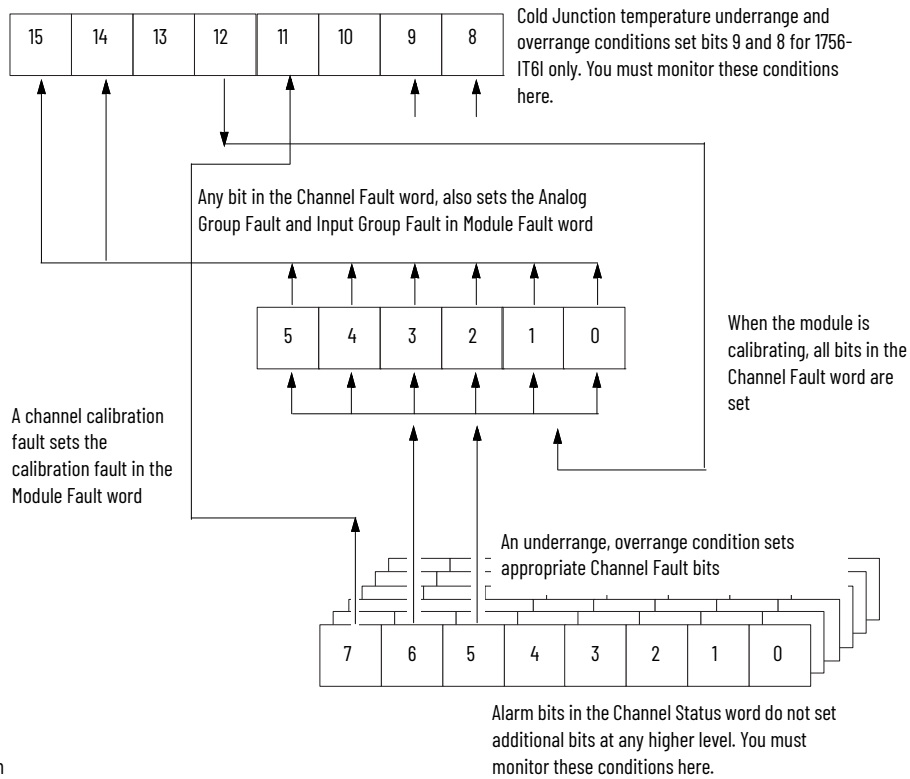 15 14 13 12 11 10 9 8
Cold Junction temperature underrange and
overrange conditions set bits 9 and 8 for 1756-
IT6I only. You must monitor these conditions
here.
Any bit in the Channel Fault word, also sets the Analog
Group Fault and Input Group Fault in Module Fault word
5 4 3 2 1 0
When the module is
calibrating, all bits in the
Channel Fault word are
set
A channel calibration
fault sets the
calibration fault in the
Module Fault word
An underrange, overrange condition sets
appropriate Channel Fault bits
7 6 5 4 3 2 1 0
Alarm bits in the Channel Status word do not set
additional bits at any higher level. You must
monitor these conditions here.